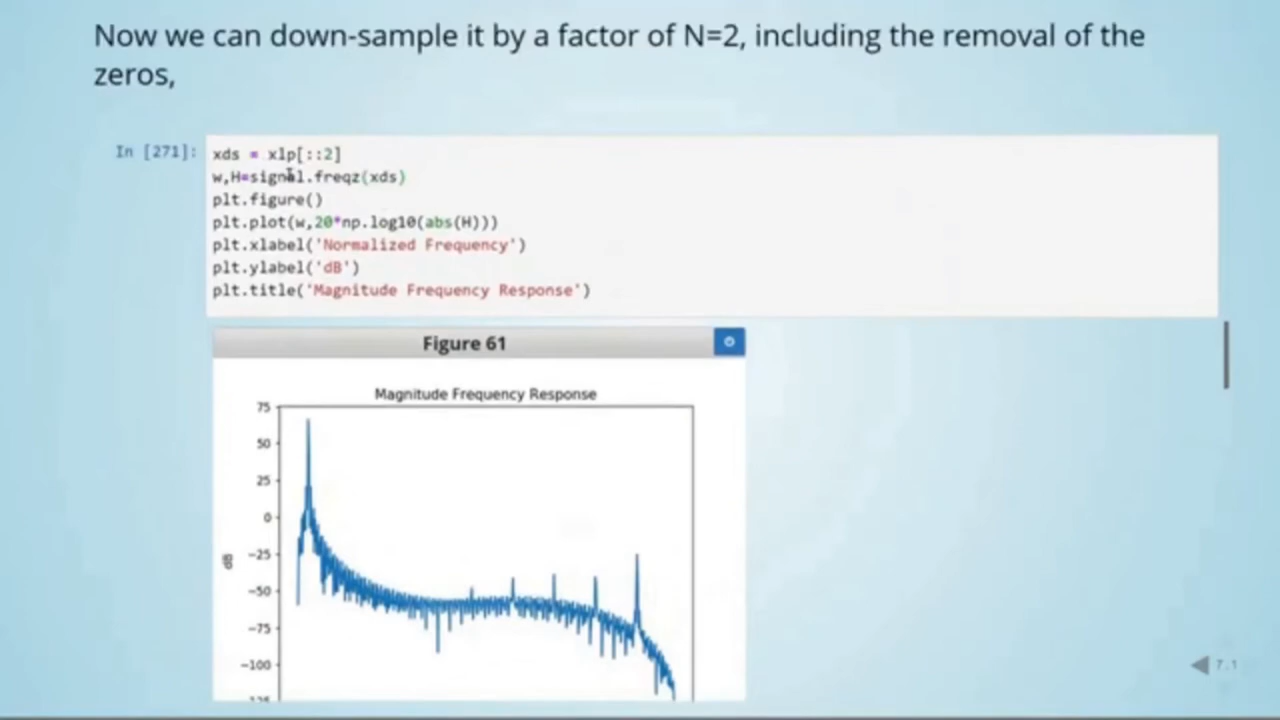 Now we can down-sample it by a factor of N=2, including the removal of the
zeros,
In [271]:
xds = xlp[::2]
w,H=signal.freqz(xds)
plt.figure()
plt.plot(w,20*np.log10(abs(H)))
plt.xlabel('Normalized Frequency')
plt.ylabel('dB')
plt.title('Magnitude Frequency Response')
Figure 61
Magnitude Frequency Response
75
50
25
0
−25
−50
−75
−100
dB
7.1